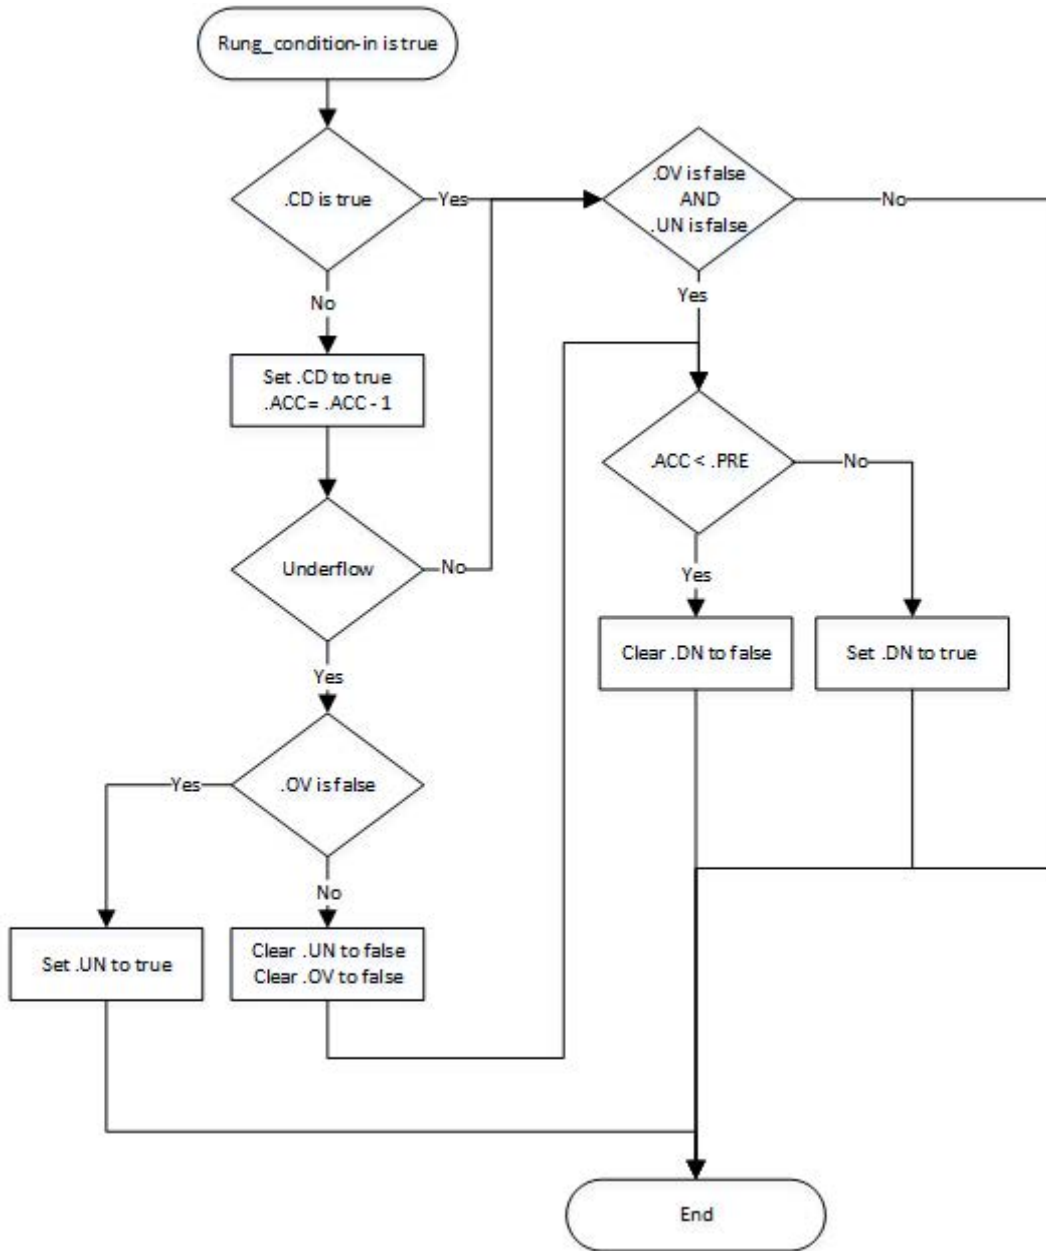 Rung_condition-in is true
.CD is true
Yes
.OV is false
AND
.UN is false
No
No
Yes
Set .CD to true
.ACC= .ACC - 1
.ACC < .PRE
No
Underflow
No
Yes
Clear .DN to false
Set .DN to true
Yes
.OV is false
Yes
No
Set .UN to true
Clear .UN to false
Clear .OV to false
End